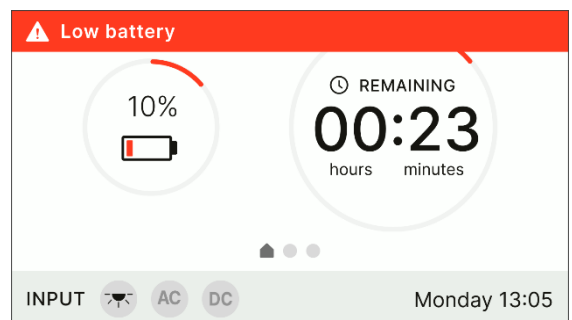 Low battery
10%
REMAINING
00:23
hours minutes
INPUT AC DC
Monday 13:05